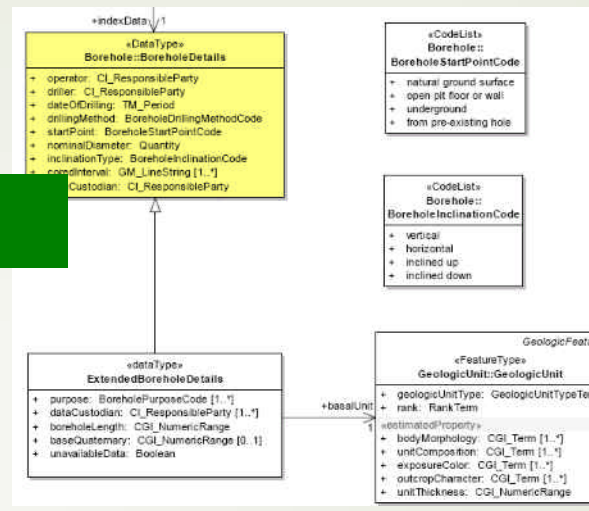 +indexData 1
«DataType»
Borehole::BoreholeDetails
+ operator: CI_ResponsibleParty
+ driller: CI_ResponsibleParty
+ dateOfDrilling: TM_Period
+ drillingMethod: BoreholeDrillingMethodCode
+ startPoint: BoreholeStartPointCode
+ nominalDiameter: Quantity
+ inclinationType: BoreholeInclinationCode
coredInterval: GM_LineString [1..*]
Custodian: CI_ResponsibleParty
«CodeList»
Borehole::
BoreholeStartPointCode
+ natural ground surface
+ open pit floor or wall
+ underground
+ from pre-existing hole
«CodeList»
Borehole::
BoreholeInclinationCode
+ vertical
+ horizontal
+ inclined up
+ inclined down
«dataType»
ExtendedBoreholeDetails
+ purpose: BoreholePurposeCode [1..*]
+ dataCustodian: CI_ResponsibleParty [1..*]
+ boreholeLength: CGI_NumericRange
+ baseQuaternary: CGI_NumericRange [0..1]
+ unavailableData: Boolean
+basalUnit
1
GeologicFeat
«FeatureType»
GeologicUnit::GeologicUnit
+ geologicUnitType: GeologicUnitTypeTer
+ rank: RankTerm
«estimatedProperty»
+ bodyMorphology: CGI_Term [1..*]
+ unitComposition: CGI_Term [1..*]
+ exposureColor: CGI_Term [1..*]
+ outcropCharacter: CGI_Term [1..*]
+ unitThickness: CGI_NumericRange